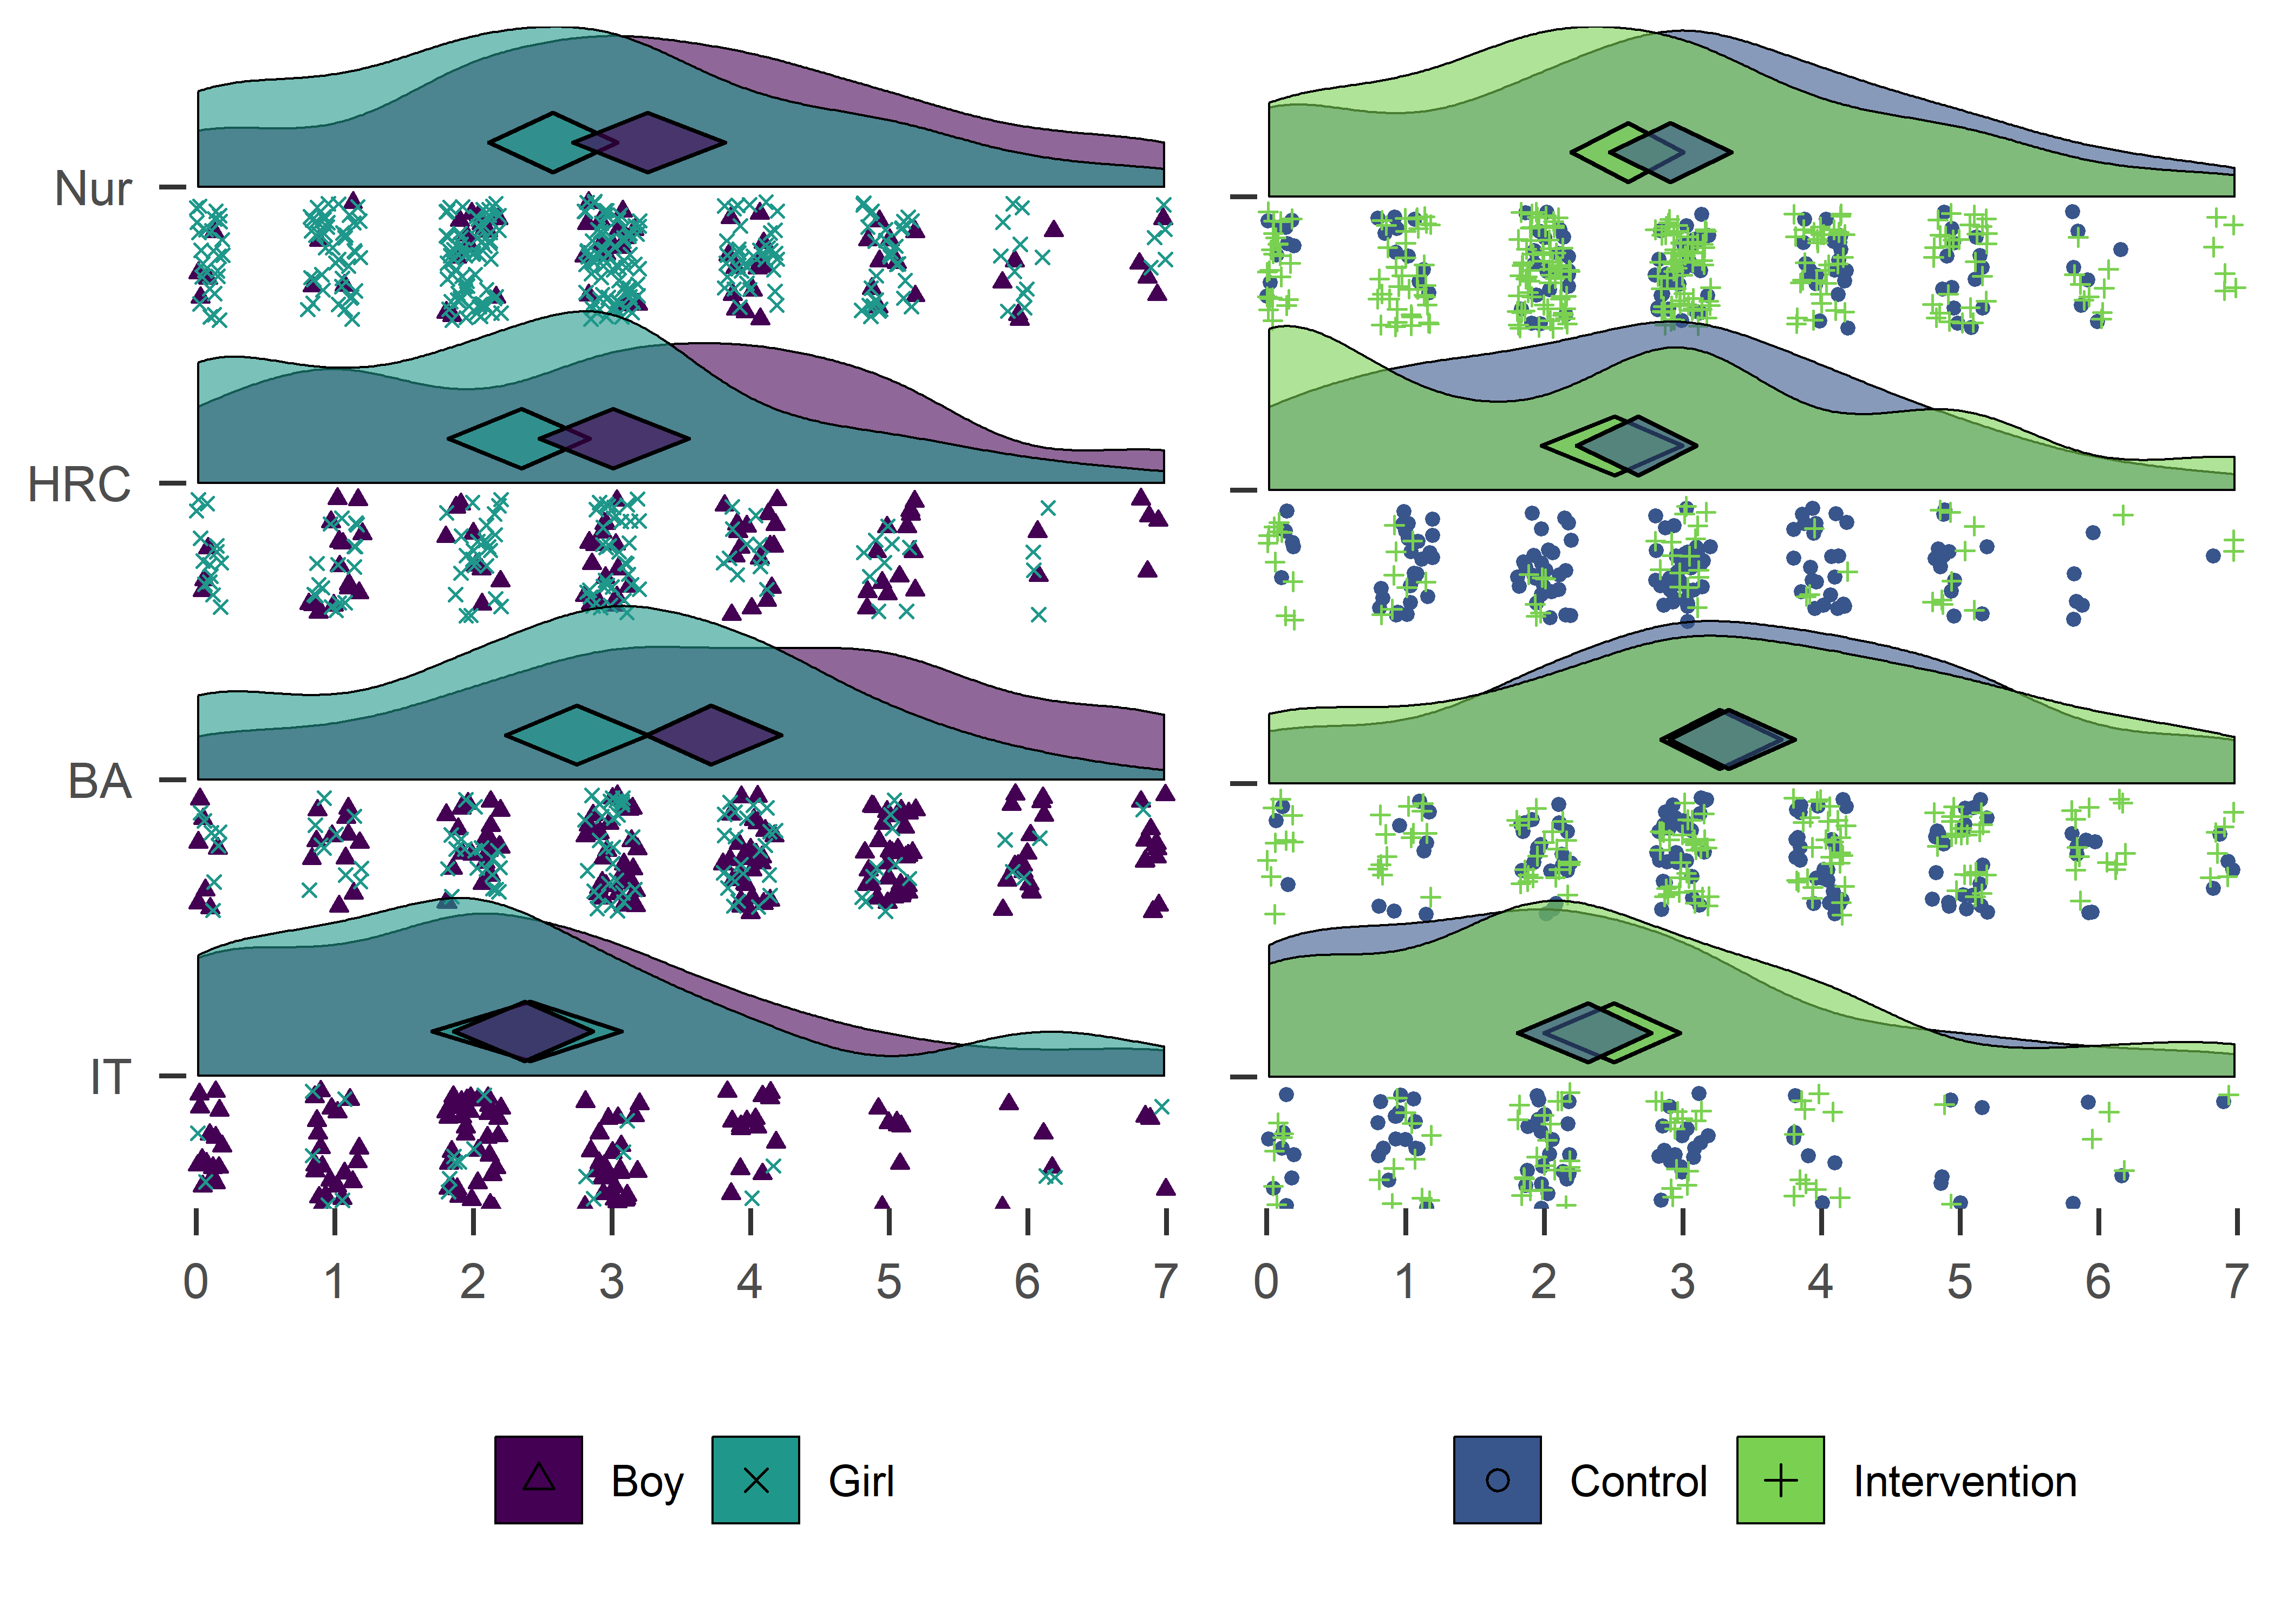 Nur
HRC
BA
IT
0 1 2 3 4 5 6 7
0 1 2 3 4 5 6 7
Boy Girl
Control Intervention